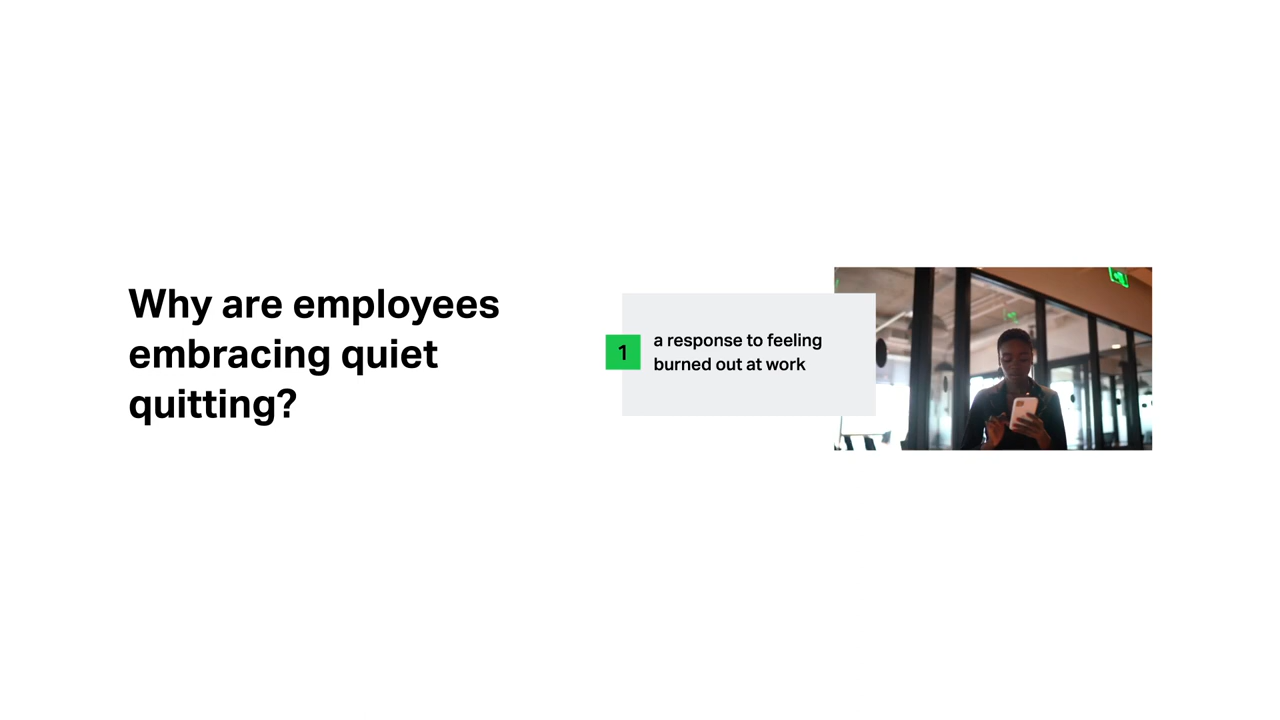 Why are employees
embracing quiet
quitting?
1
a response to feeling
burned out at work